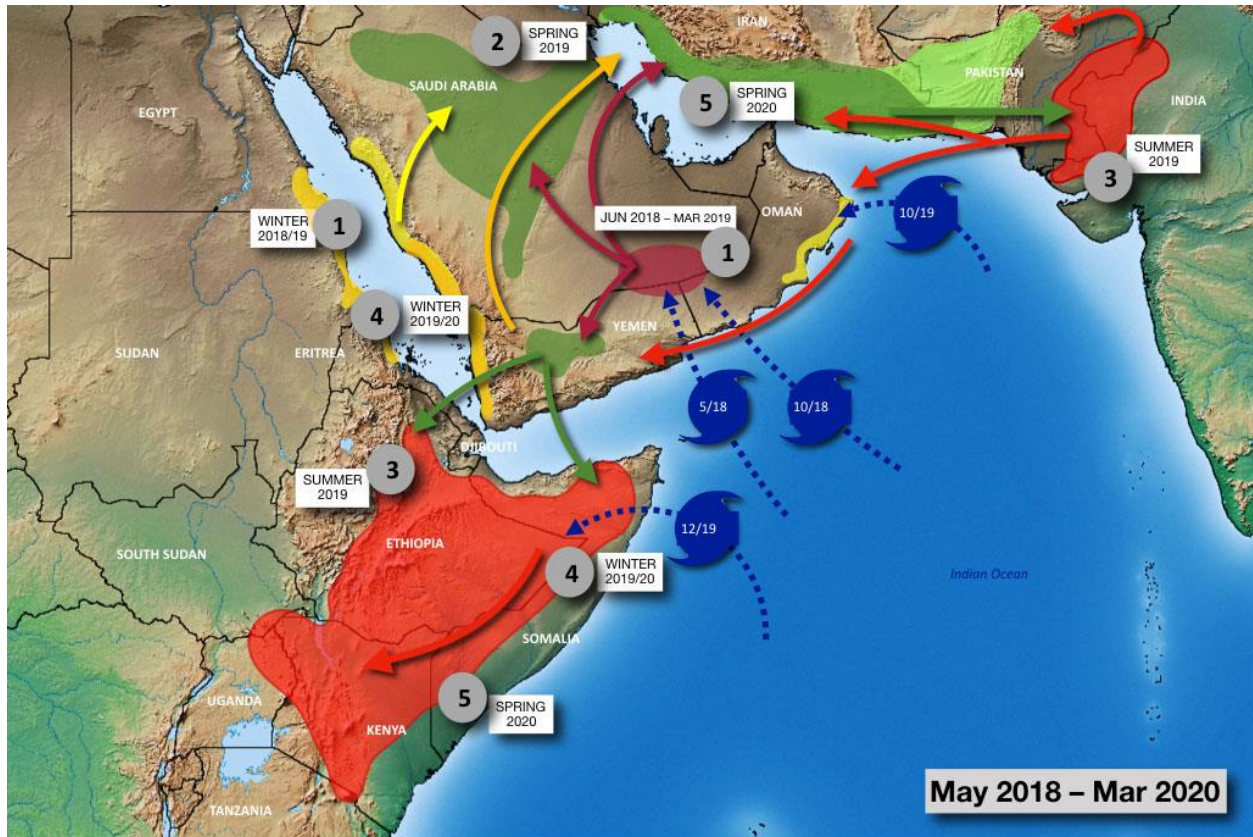 IRAN
2
SPRING
2019
SAUDI ARABIA
PAKISTAN
EGYPT
5
SPRING
2020
INDIA
SUMMER
2019
3
WINTER
2018/19
1
JUN 2018 – MAR 2019
OMAN
10/19
1
4
WINTER
2019/20
YEMEN
SUDAN
ERITREA
5/18
10/18
DJIBOUTI
3
SUMMER
2019
12/19
ETHIOPIA
SOUTH SUDAN
4
WINTER
2019/20
Indian Ocean
SOMALIA
UGANDA
5
SPRING
2020
KENYA
TANZANIA
May 2018 – Mar 2020